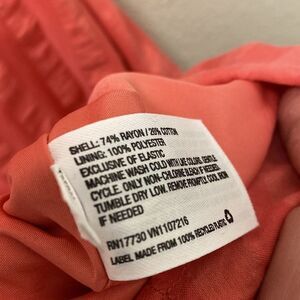 SHELL: 74% RAYON / 26% COTTON
LINING: 100% POLYESTER
EXCLUSIVE OF ELASTIC
MACHINE WASH COLD WITH LIKE COLORS, GENTLE
CYCLE. ONLY NON-CHLORINE BLEACH IF NEEDED.
TUMBLE DRY LOW. REMOVE PROMPTLY. COOL IRON
IF NEEDED
RN17730 VN1107216
LABEL MADE FROM 100% RECYCLED PLASTIC